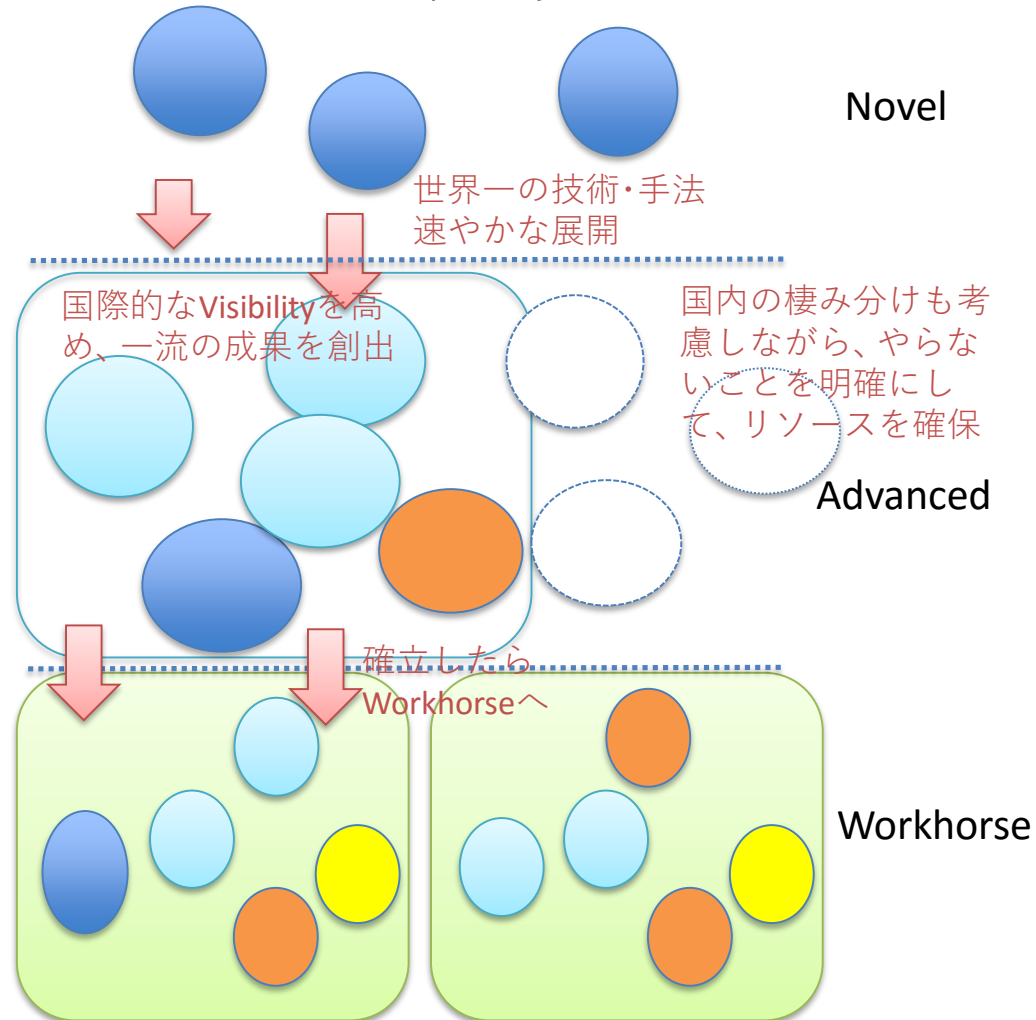 Novel
世界一の技術・手法
速やかな展開
国際的なVisibilityを高
め、一流の成果を創出
国内の棲み分けも考
慮しながら、やらな
いことを明確にし
て、リソースを確保
Advanced
確立したら
Workhorseへ
Workhorse